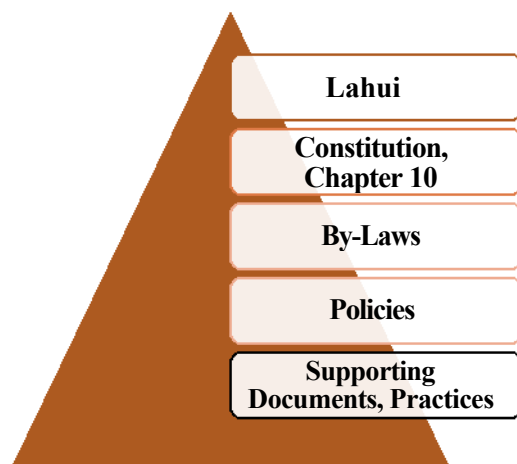 Lahui
Constitution,
Chapter 10
By-Laws
Policies
Supporting
Documents, Practices